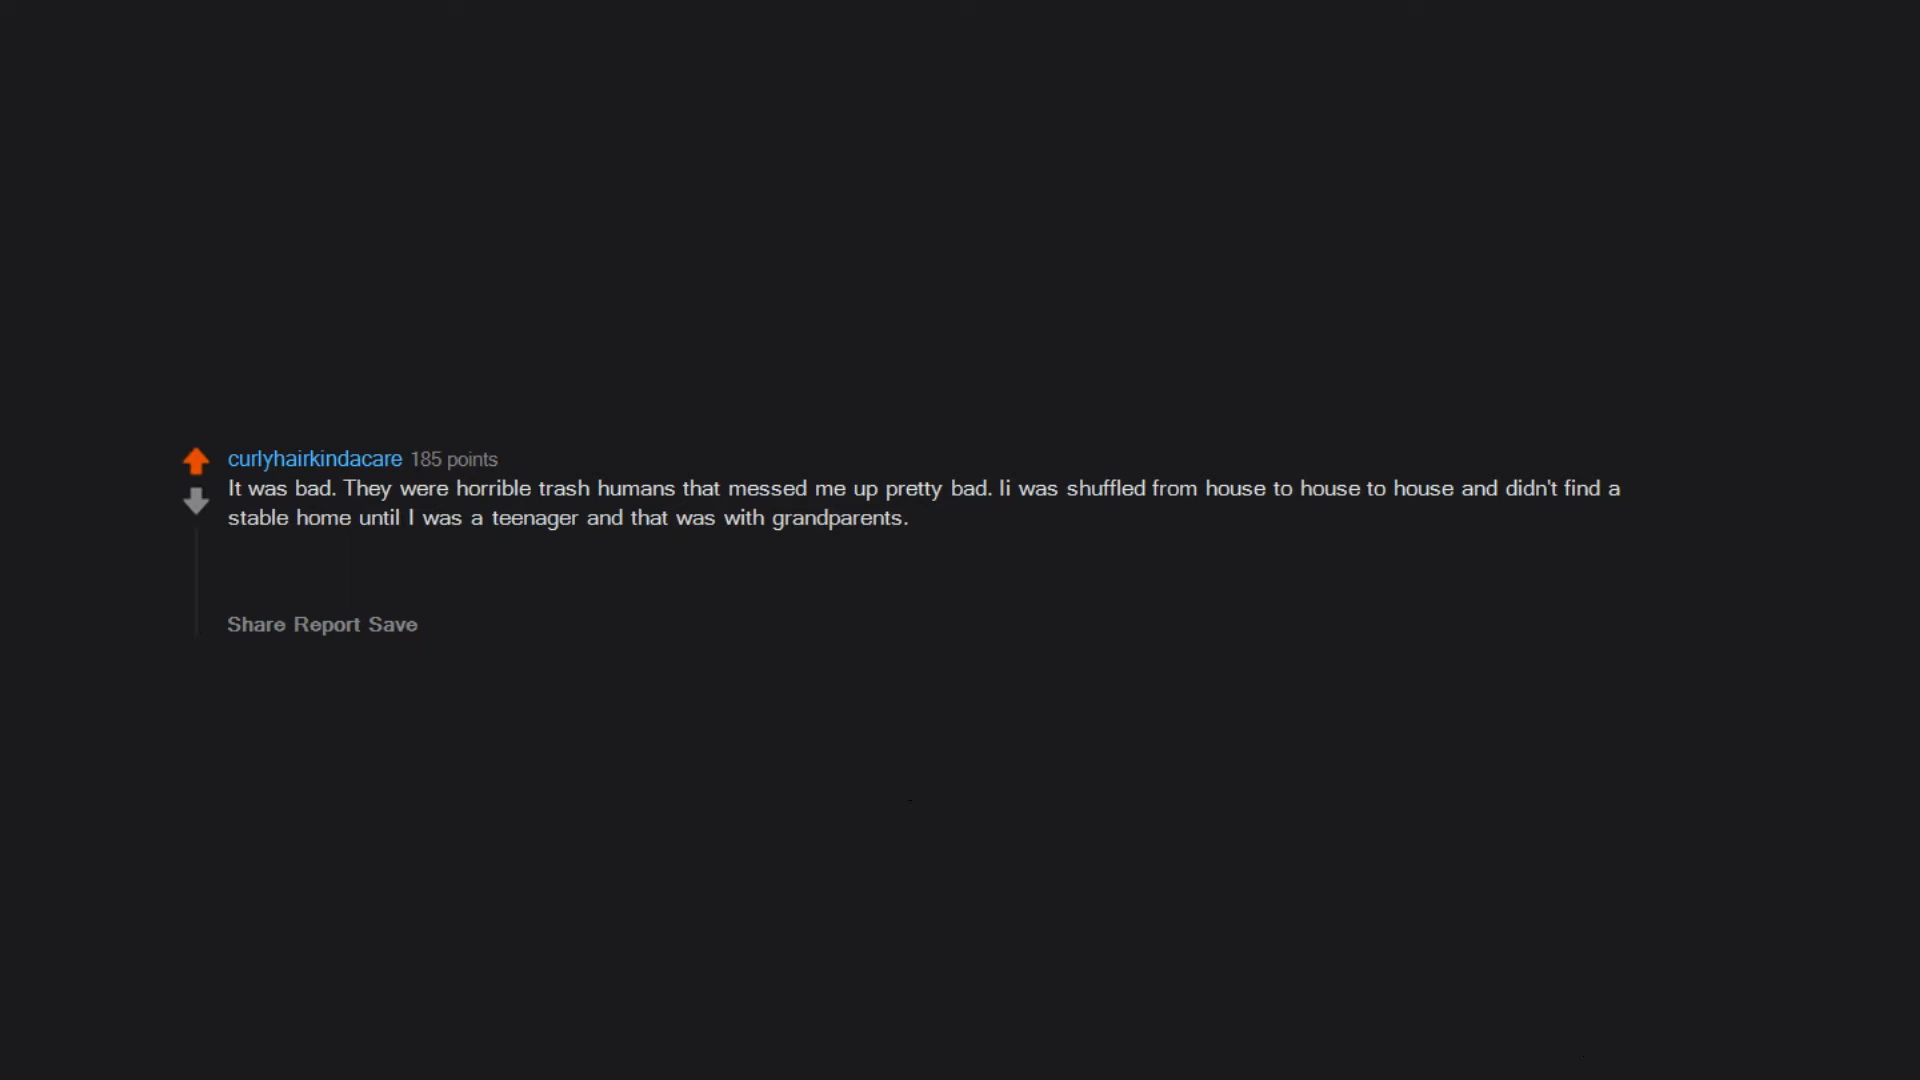 curlyhairkindacare 185 points
It was bad. They were horrible trash humans that messed me up pretty bad. Ii was shuffled from house to house to house and didn't find a
stable home until I was a teenager and that was with grandparents.
Share Report Save